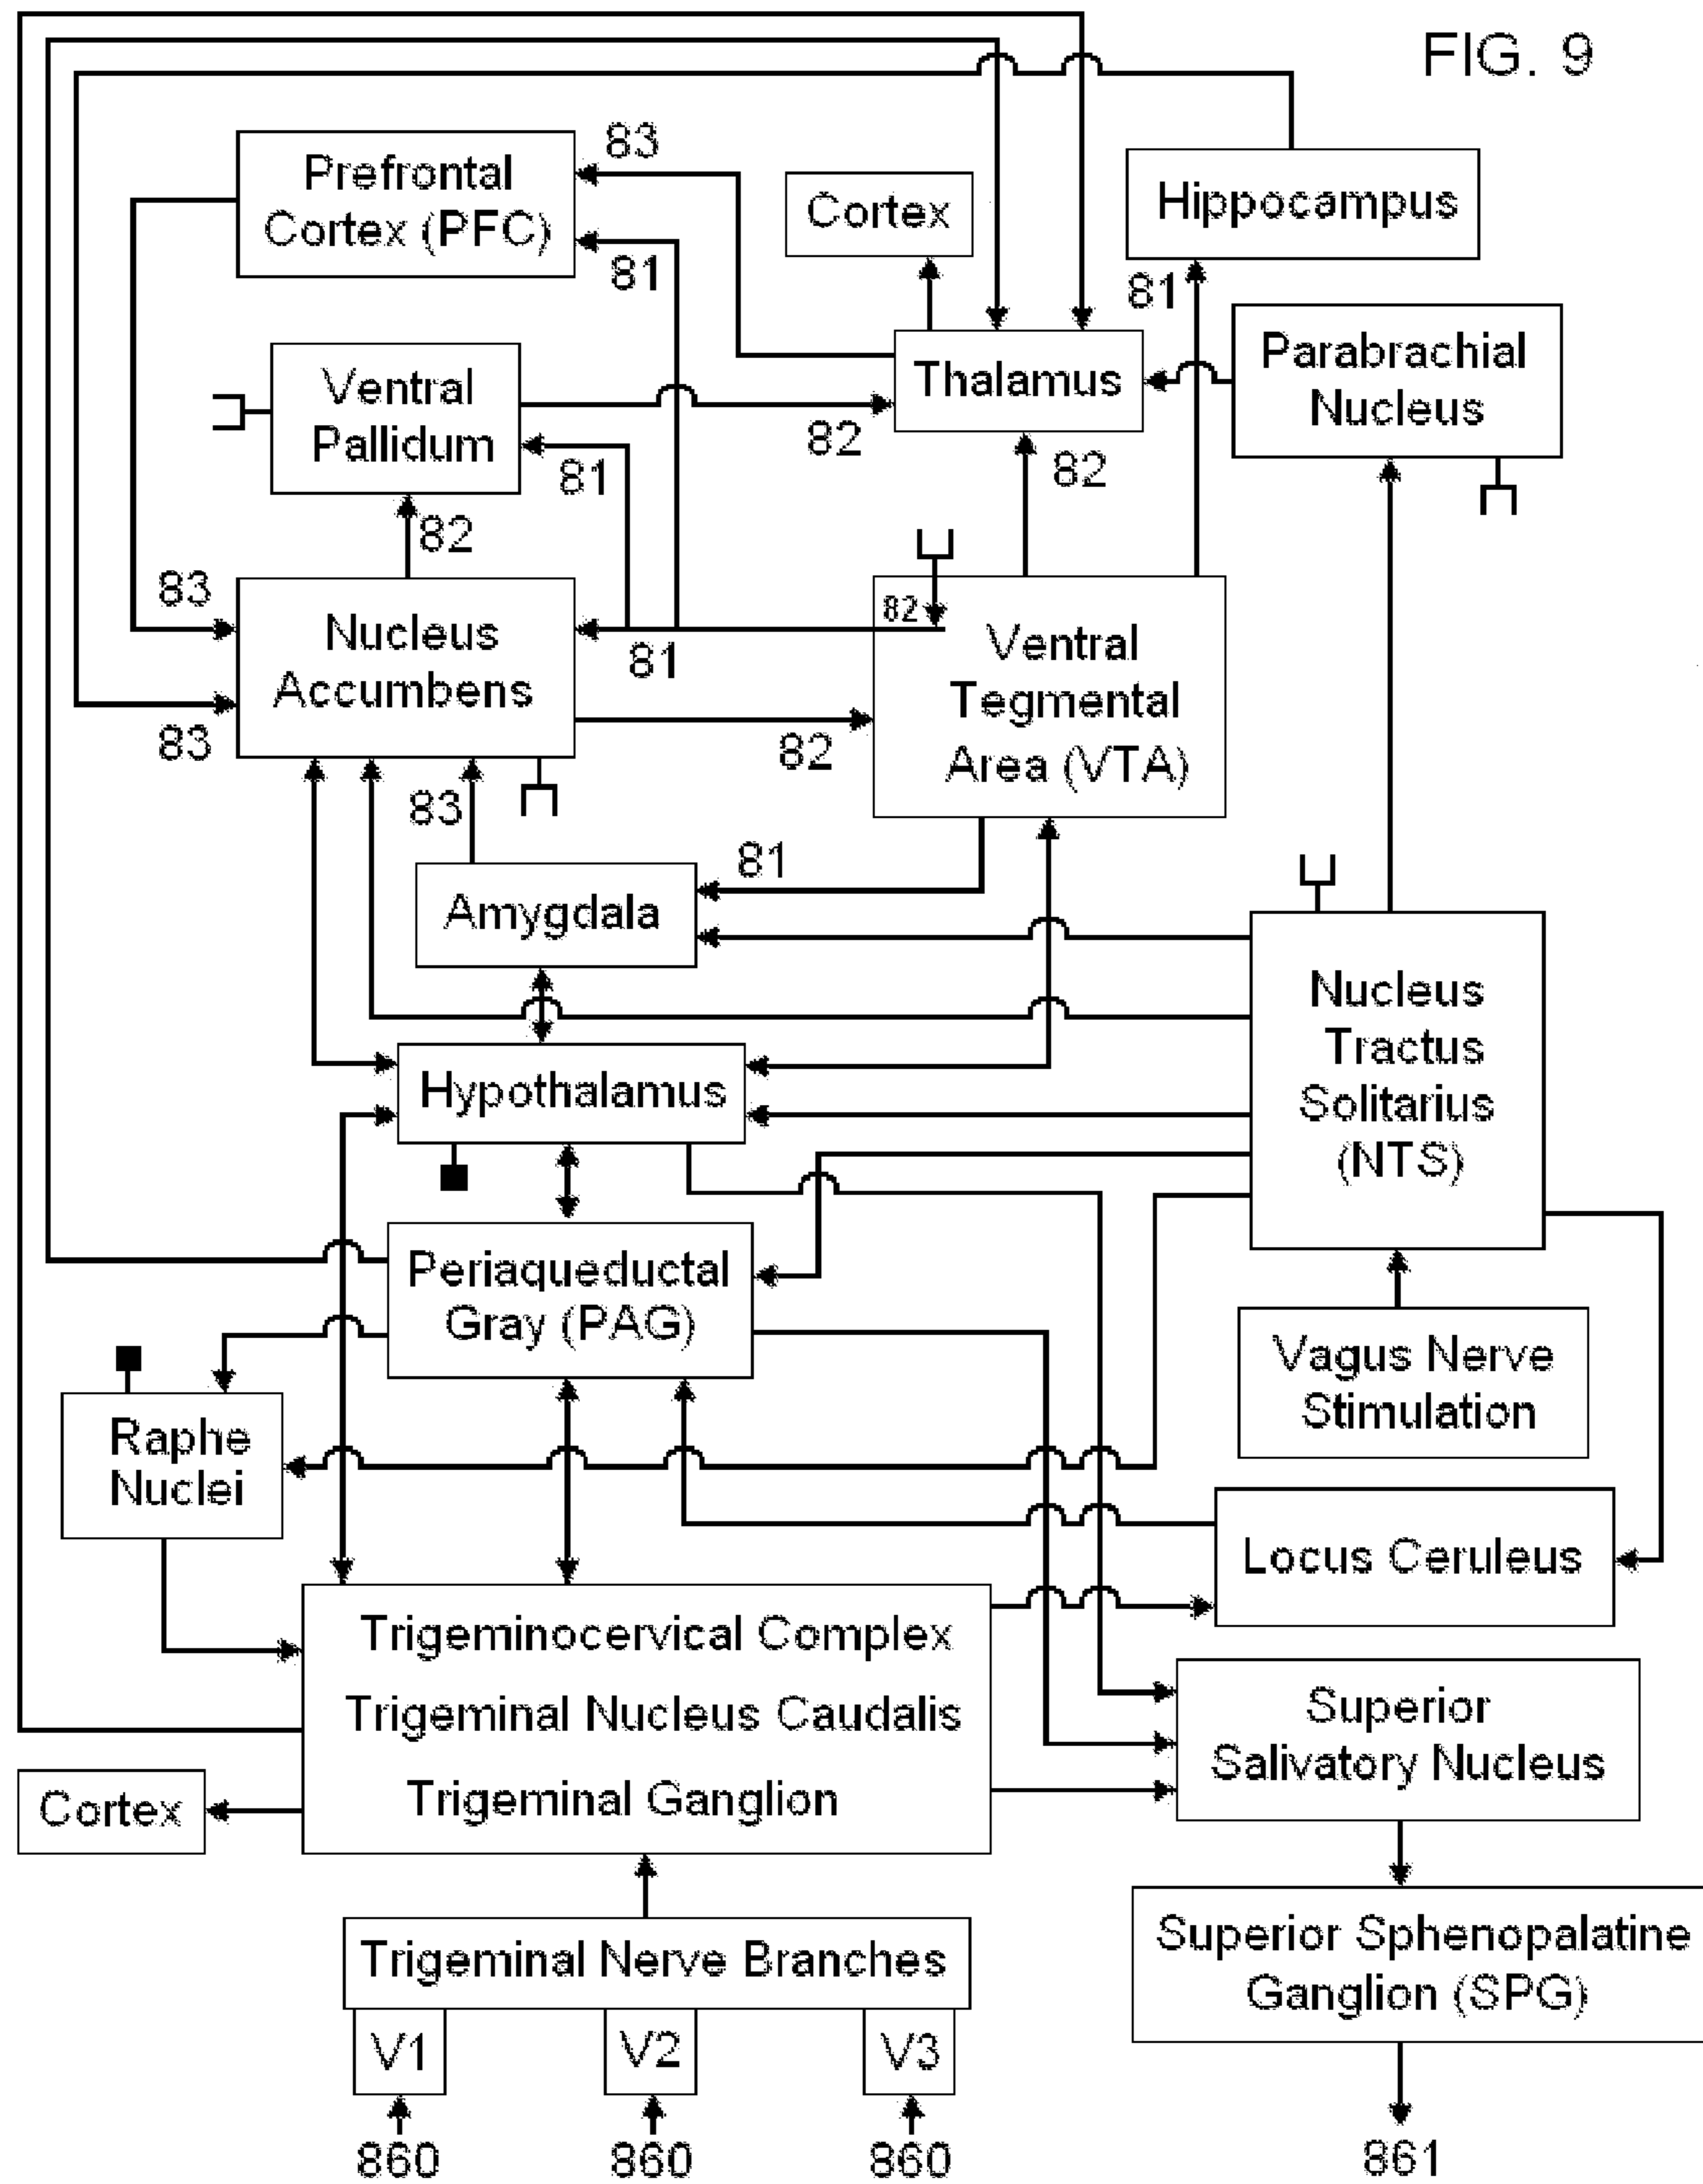 FIG. 9
Prefrontal
Cortex (PFC)
83
81
Cortex
Hippocampus
81
Parabrachial
Nucleus
Ventral
Pallidum
Thalamus
82
81
82
82
83
Nucleus
Accumbens
83
81
82
82
Ventral
Tegmental
Area (VTA)
83
81
Amygdala
Nucleus
Tractus
Solitarius
(NTS)
Hypothalamus
Periaqueductal
Gray (PAG)
Vagus Nerve
Stimulation
Raphe
Nuclei
Locus Ceruleus
Trigeminocervical Complex
Trigeminal Nucleus Caudalis
Trigeminal Ganglion
Superior
Salivatory Nucleus
Cortex
Trigeminal Nerve Branches
Superior Sphenopalatine
Ganglion (SPG)
V1
V2
V3
860
860
860
861